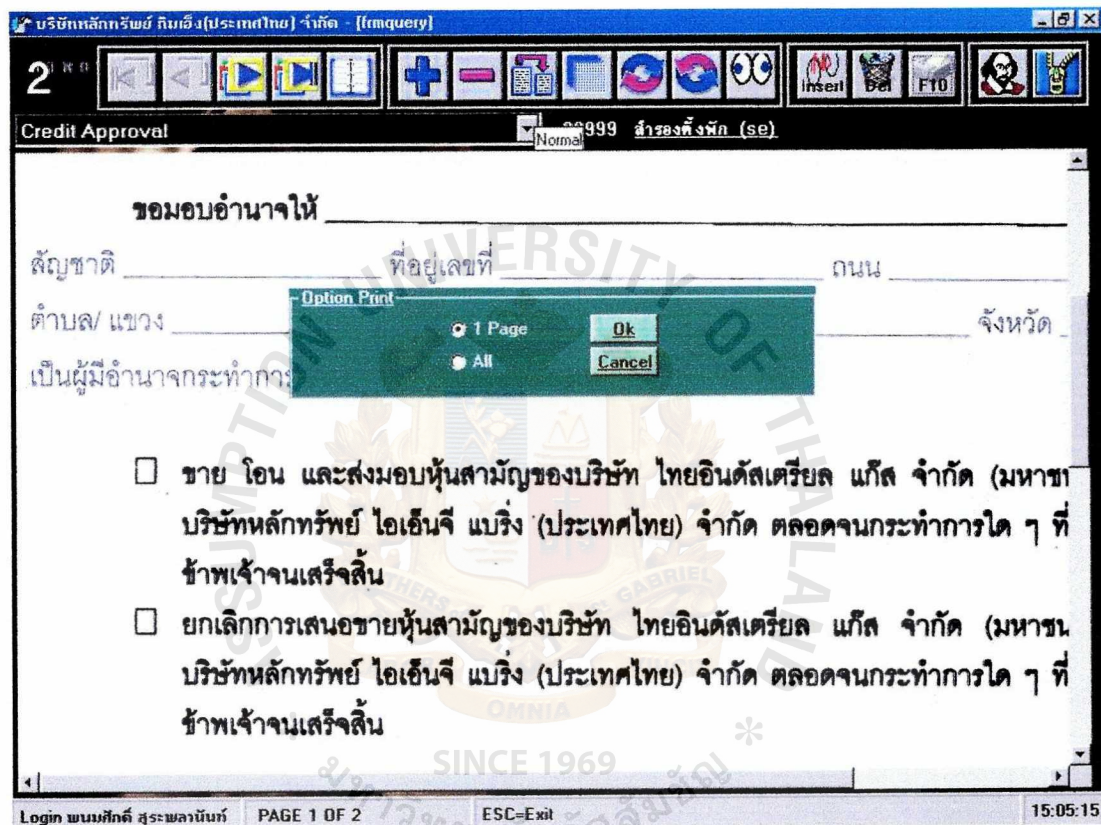 บริษัทหลักทรัพย์ กิมเอ็ง(ประเทศไทย) จำกัด - [frmquery]
2
Insert Del F10
Credit Approval
Normal
999 สำรองตึ้งพัก (se)
ขอมอบอำนาจให้
สัญชาติ ที่อยู่เลขที่ ถนน
Option Print
ตำบล/ แขวง 1 Page Ok จังหวัด
All Cancel
เป็นผู้มีอำนาจกระทำการ
ขาย โอน และส่งมอบหุ้นสามัญของบริษัท ไทยอินดัสเตรียล แก๊ส จำกัด (มหาชา
บริษัทหลักทรัพย์ ไอเอ็นจี แบริ่ง (ประเทศไทย) จำกัด ตลอดจนกระทำการใด ๆ ที่
ข้าพเจ้าจนเสร็จสิ้น
ยกเลิกการเสนอขายหุ้นสามัญของบริษัท ไทยอินดัสเตรียล แก๊ส จำกัด (มหาชน
บริษัทหลักทรัพย์ ไอเอ็นจี แบริ่ง (ประเทศไทย) จำกัด ตลอดจนกระทำการใด ๆ ที่
ข้าพเจ้าจนเสร็จสิ้น
ASSUMPTION UNIVERSITY OF THAILAND
GABRIEL
OMNIA
SINCE 1969
Login พนมศักดิ์ สุระพลานันท์ PAGE 1 OF 2 ESC=Exit 15:05:15